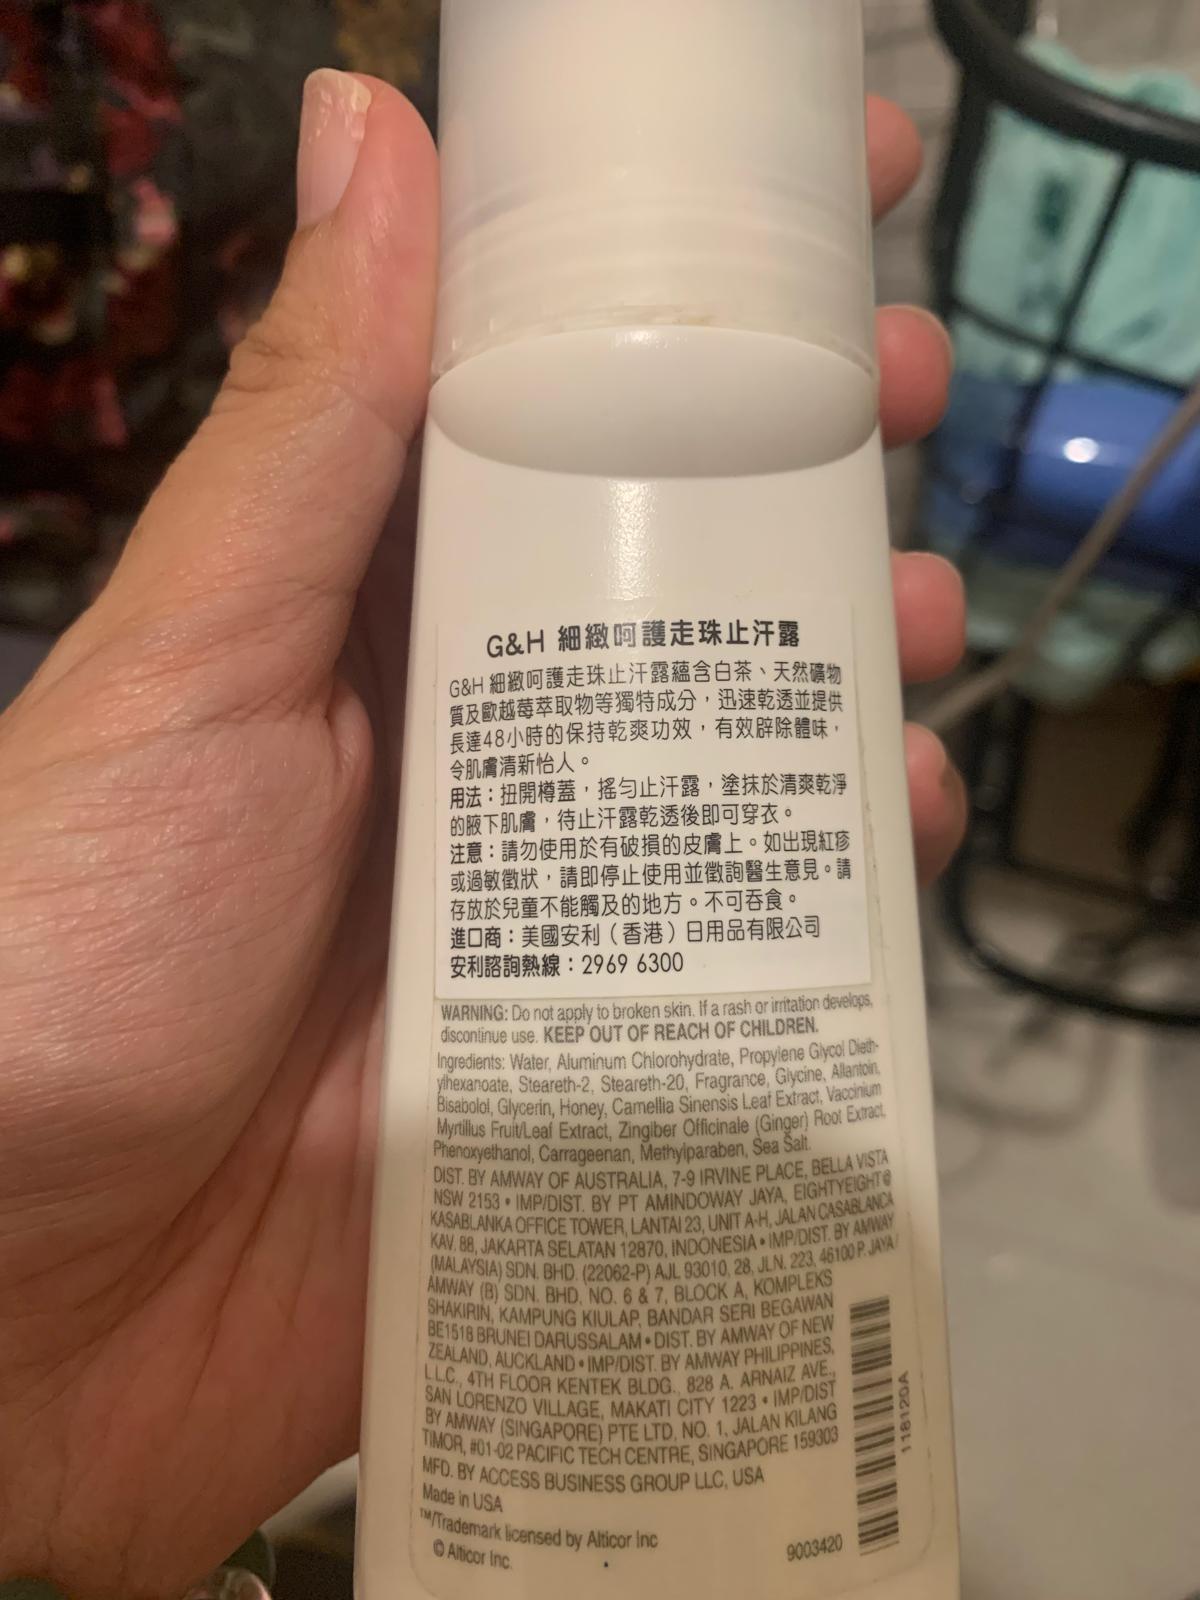 G&H 細緻呵護走珠止汗露
G&H 細緻呵護走珠止汗露蘊含白茶、天然礦物
質及歐越莓萃取物等獨特成分，迅速乾透並提供
長達48小時的保持乾爽功效，有效辟除體味，
令肌膚清新怡人。
用法：扭開樽蓋，搖勻止汗露，塗抹於清爽乾淨
的腋下肌膚，待止汗露乾透後即可穿衣。
注意：請勿使用於有破損的皮膚上。如出現紅疹
或過敏徵狀，請即停止使用並徵詢醫生意見。請
存放於兒童不能觸及的地方。不可吞食。
進口商：美國安利（香港）日用品有限公司
安利諮詢熱線：2969 6300
WARNING: Do not apply to broken skin. If a rash or irritation develops,
discontinue use. KEEP OUT OF REACH OF CHILDREN.
Ingredients: Water, Aluminum Chlorohydrate, Propylene Glycol Dieth-
ylhexanoate, Steareth-2, Steareth-20, Fragrance, Glycine, Allantoin,
Bisabolol, Glycerin, Honey, Camellia Sinensis Leaf Extract, Vaccinium
Myrtillus Fruit/Leaf Extract, Zingiber Officinale (Ginger) Root Extract,
Phenoxyethanol, Carrageenan, Methylparaben, Sea Salt.
DIST. BY AMWAY OF AUSTRALIA, 7-9 IRVINE PLACE, BELLA VISTA
NSW 2153 • IMP/DIST. BY PT AMINDOWAY JAYA, EIGHTYEIGHT@
KASABLANKA OFFICE TOWER, LANTAI 23, UNIT A-H, JALAN CASABLANCA
KAV. 88, JAKARTA SELATAN 12870, INDONESIA • IMP/DIST. BY AMWAY
(MALAYSIA) SDN. BHD. (22062-P) AJL 93010, 28, JLN. 223, 46100 P. JAYA/
AMWAY (B) SDN. BHD. NO. 6 & 7, BLOCK A, KOMPLEKS
SHAKIRIN, KAMPUNG KIULAP, BANDAR SERI BEGAWAN
BE1518 BRUNEI DARUSSALAM • DIST. BY AMWAY OF NEW
ZEALAND, AUCKLAND • IMP/DIST. BY AMWAY PHILIPPINES,
L.L.C., 4TH FLOOR KENTEK BLDG., 828 A. ARNAIZ AVE.,
SAN LORENZO VILLAGE, MAKATI CITY 1223 • IMP/DIST
BY AMWAY (SINGAPORE) PTE LTD, NO. 1, JALAN KILANG
TIMOR, #01-02 PACIFIC TECH CENTRE, SINGAPORE 159303
MFD. BY ACCESS BUSINESS GROUP LLC, USA
Made in USA
™/Trademark licensed by Alticor Inc
© Alticor Inc.
9003420
118120A